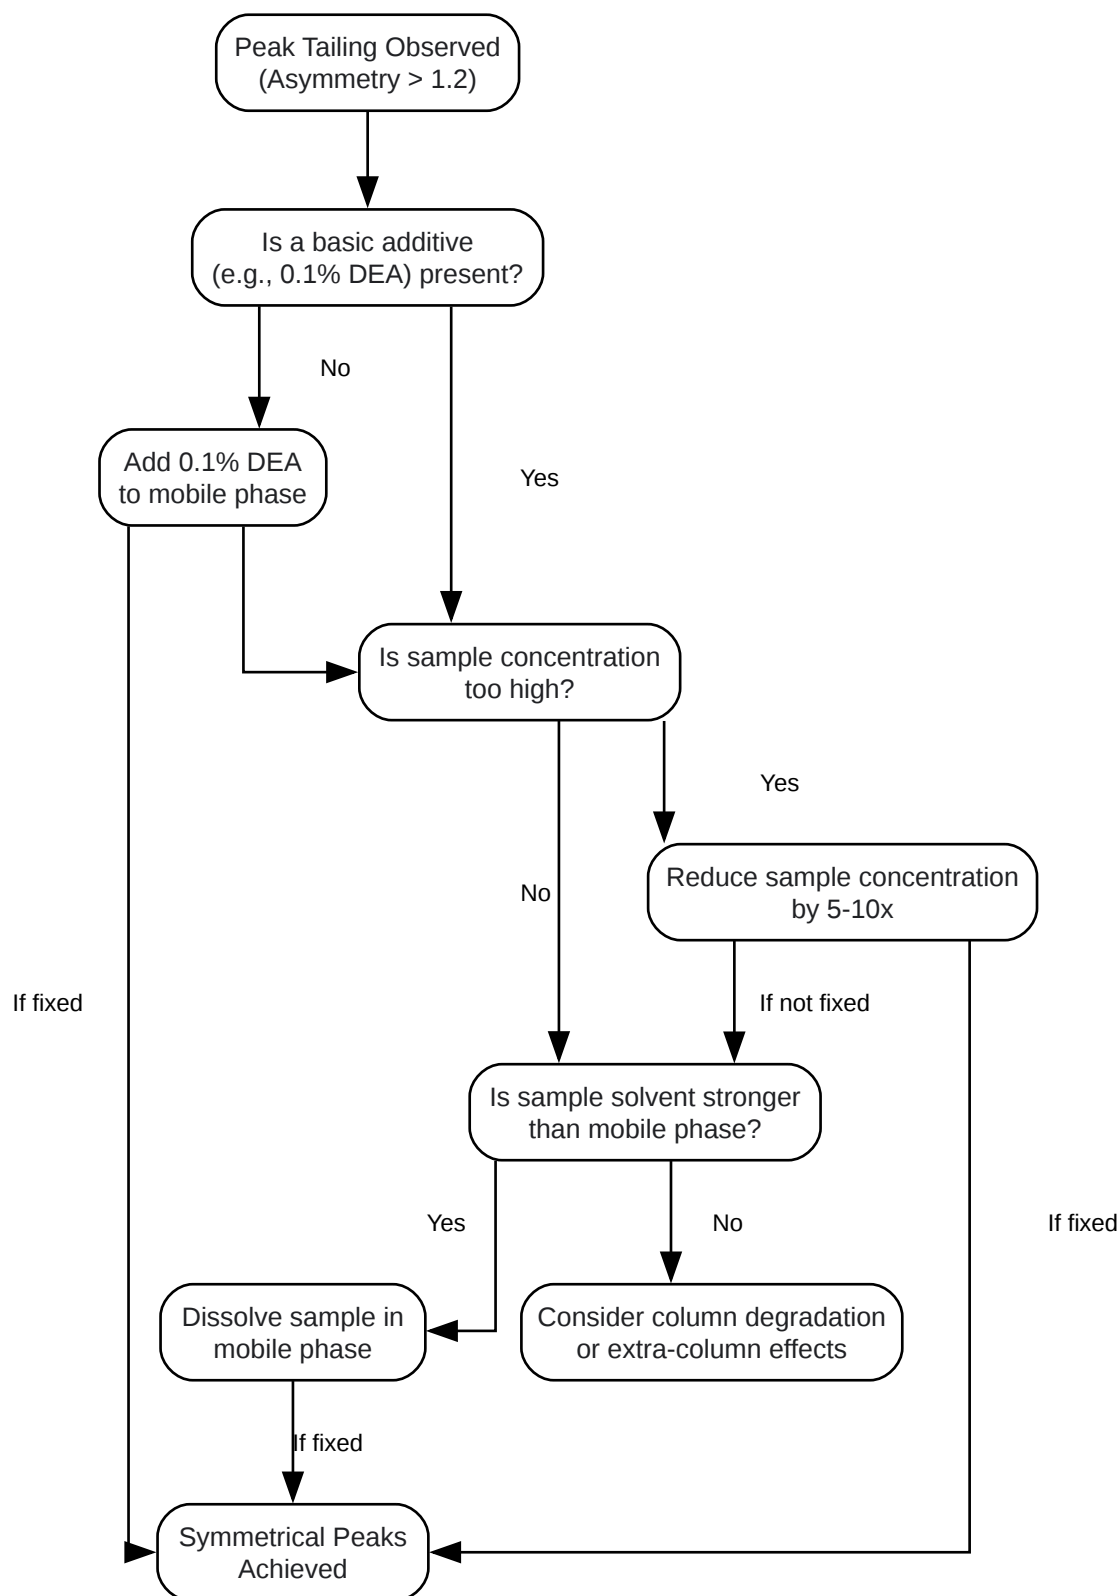 Peak Tailing Observed
(Asymmetry > 1.2)
Is a basic additive
(e.g., 0.1% DEA) present?
No
Add 0.1% DEA
to mobile phase
Yes
Is sample concentration
too high?
Yes
No
Reduce sample concentration
by 5-10x
If fixed
If not fixed
Is sample solvent stronger
than mobile phase?
Yes
No
If fixed
Dissolve sample in
mobile phase
Consider column degradation
or extra-column effects
If fixed
Symmetrical Peaks
Achieved